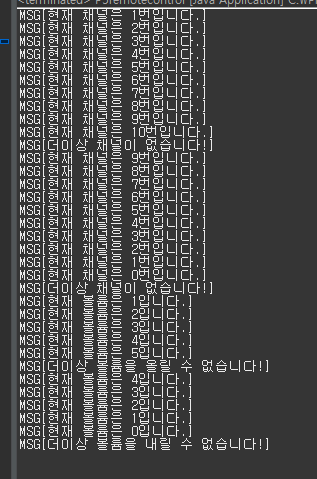 <terminated> P5remotecontrol [Java Application] C:\
MSG[현재 채널은 1번입니다.]
MSG[현재 채널은 2번입니다.]
MSG[현재 채널은 3번입니다.]
MSG[현재 채널은 4번입니다.]
MSG[현재 채널은 5번입니다.]
MSG[현재 채널은 6번입니다.]
MSG[현재 채널은 7번입니다.]
MSG[현재 채널은 8번입니다.]
MSG[현재 채널은 9번입니다.]
MSG[현재 채널은 10번입니다.]
MSG[더이상 채널이 없습니다!]
MSG[현재 채널은 9번입니다.]
MSG[현재 채널은 8번입니다.]
MSG[현재 채널은 7번입니다.]
MSG[현재 채널은 6번입니다.]
MSG[현재 채널은 5번입니다.]
MSG[현재 채널은 4번입니다.]
MSG[현재 채널은 3번입니다.]
MSG[현재 채널은 2번입니다.]
MSG[현재 채널은 1번입니다.]
MSG[현재 채널은 0번입니다.]
MSG[더이상 채널이 없습니다!]
MSG[현재 볼륨은 1입니다.]
MSG[현재 볼륨은 2입니다.]
MSG[현재 볼륨은 3입니다.]
MSG[현재 볼륨은 4입니다.]
MSG[현재 볼륨은 5입니다.]
MSG[더이상 볼륨을 올릴 수 없습니다!]
MSG[현재 볼륨은 4입니다.]
MSG[현재 볼륨은 3입니다.]
MSG[현재 볼륨은 2입니다.]
MSG[현재 볼륨은 1입니다.]
MSG[현재 볼륨은 0입니다.]
MSG[더이상 볼륨을 내릴 수 없습니다!]